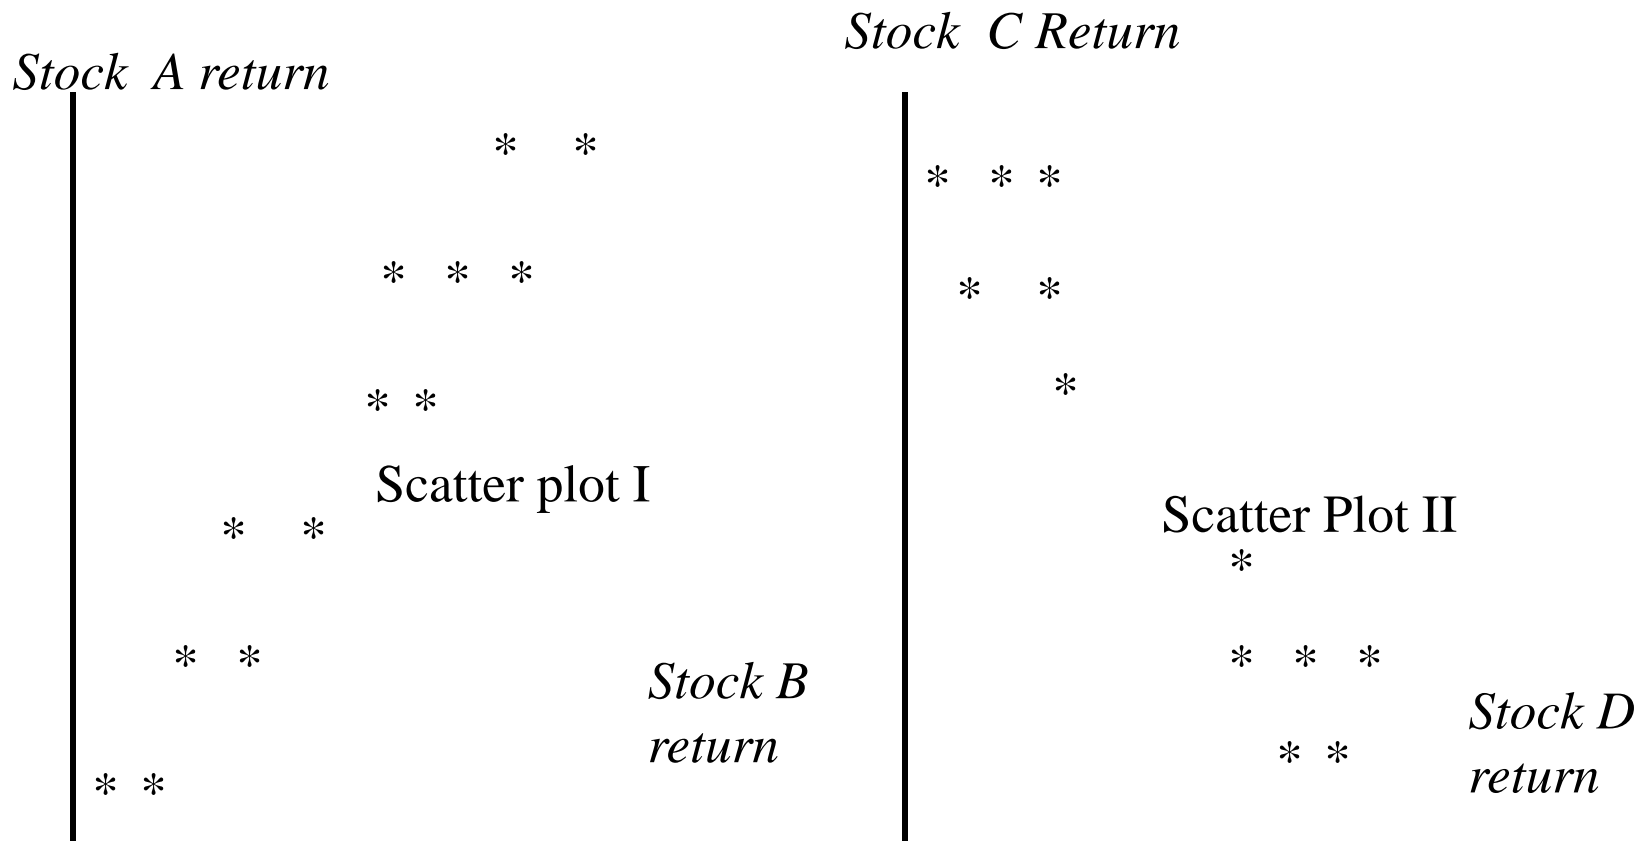 Stock A return
Scatter plot I
Stock B
return
Stock C Return
Scatter Plot II
Stock D
return